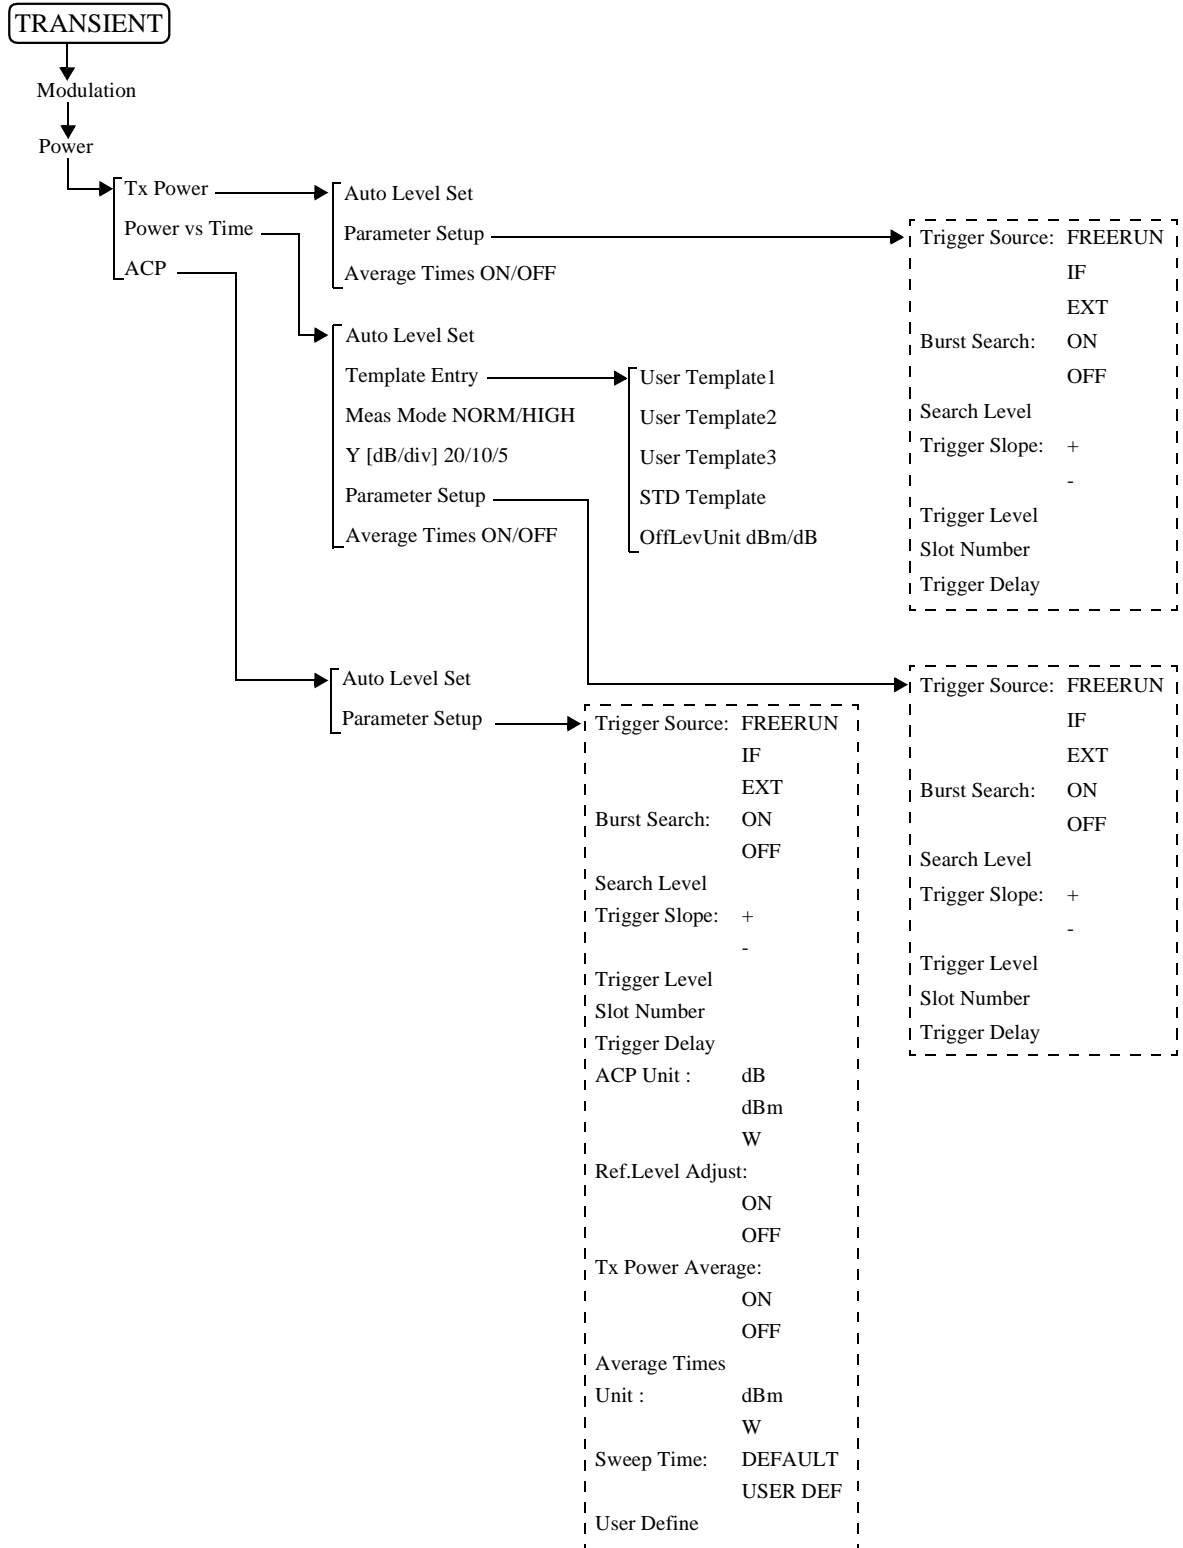 TRANSIENT
Modulation
Power
Tx Power
Power vs Time
ACP
Auto Level Set
Parameter Setup
Average Times ON/OFF
Trigger Source: FREERUN
IF
EXT
Burst Search: ON
OFF
Search Level
Trigger Slope: +
-
Trigger Level
Slot Number
Trigger Delay
Auto Level Set
Template Entry
Meas Mode NORM/HIGH
Y [dB/div] 20/10/5
Parameter Setup
Average Times ON/OFF
User Template1
User Template2
User Template3
STD Template
OffLevUnit dBm/dB
Trigger Source: FREERUN
IF
EXT
Burst Search: ON
OFF
Search Level
Trigger Slope: +
-
Trigger Level
Slot Number
Trigger Delay
Auto Level Set
Parameter Setup
Trigger Source: FREERUN
IF
EXT
Burst Search: ON
OFF
Search Level
Trigger Slope: +
-
Trigger Level
Slot Number
Trigger Delay
ACP Unit : dB
dBm
W
Ref.Level Adjust:
ON
OFF
Tx Power Average:
ON
OFF
Average Times
Unit : dBm
W
Sweep Time: DEFAULT
USER DEF
User Define